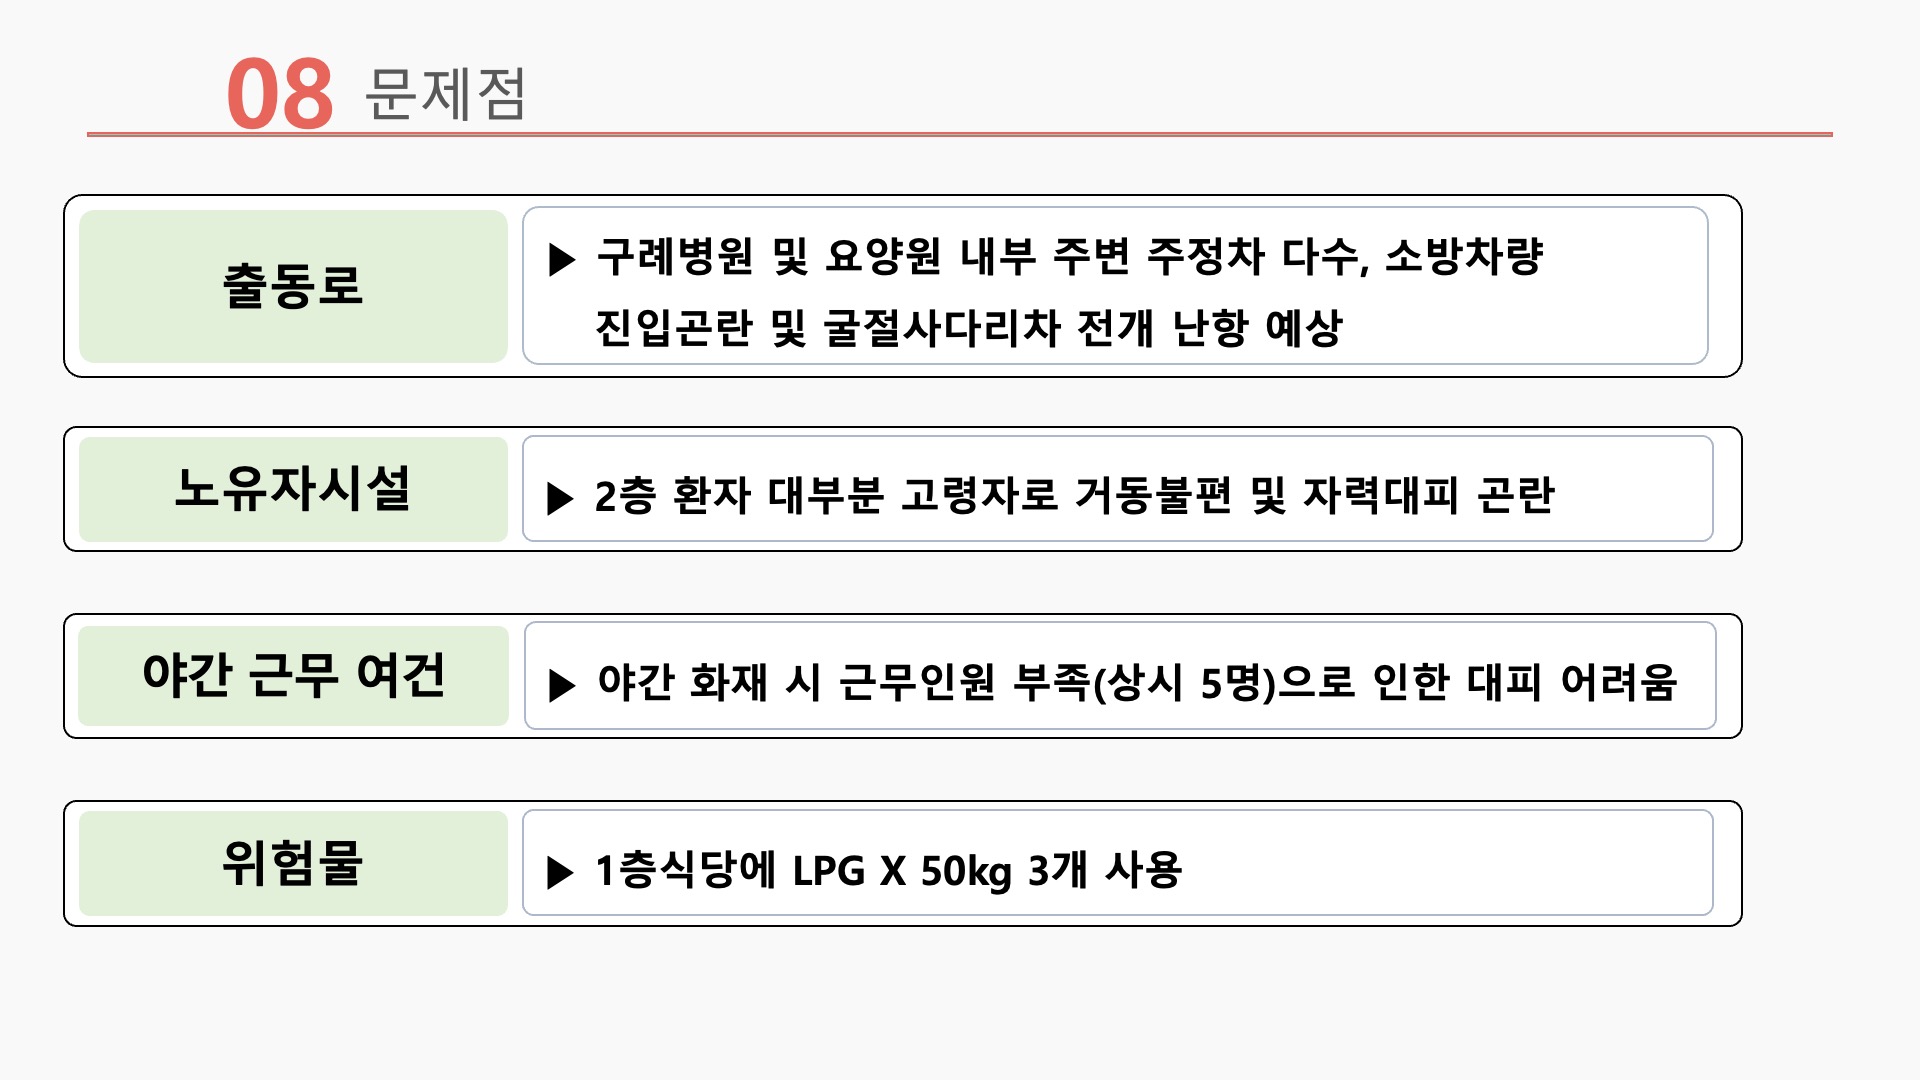 08 문제점
출동로
▶ 구례병원 및 요양원 내부 주변 주정차 다수, 소방차량
진입곤란 및 굴절사다리차 전개 난항 예상
노유자시설
▶ 2층 환자 대부분 고령자로 거동불편 및 자력대피 곤란
야간 근무 여건
▶ 야간 화재 시 근무인원 부족(상시 5명)으로 인한 대피 어려움
위험물
▶ 1층식당에 LPG X 50kg 3개 사용